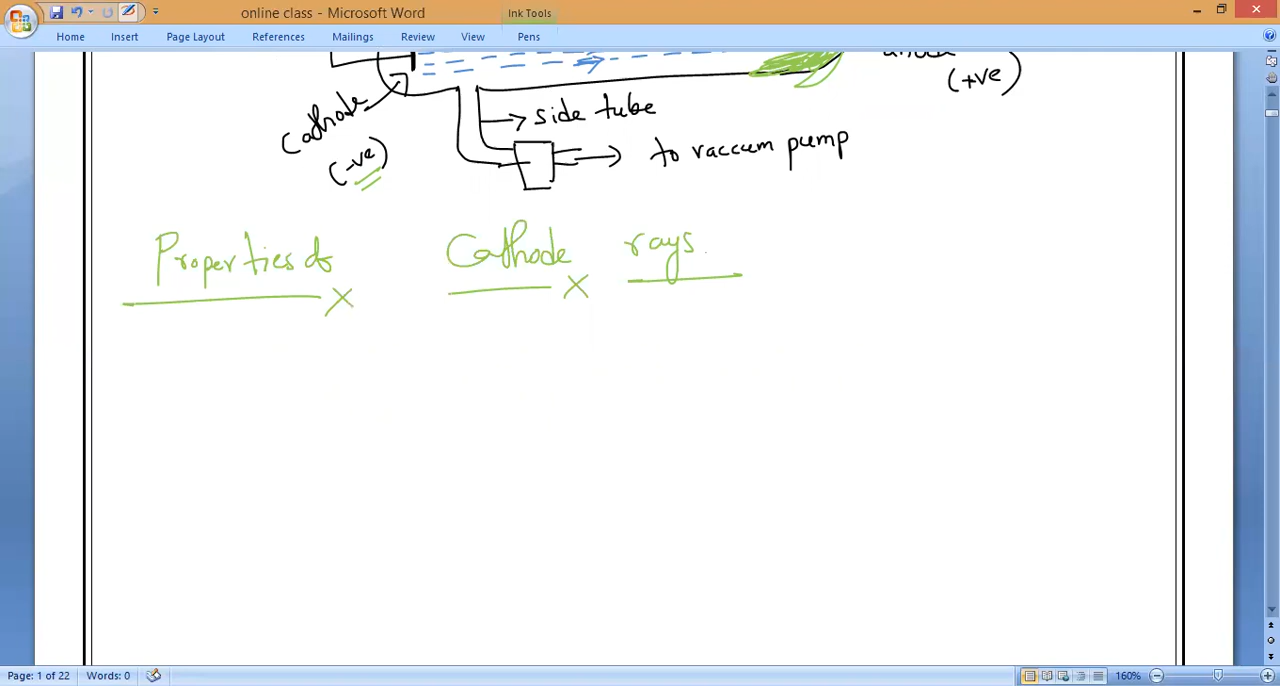 online class - Microsoft Word
Ink Tools
Home Insert Page Layout References Mailings Review View Pens
(+ve)
Cathode
(-ve)
side tube
to vaccum pump
Properties of Cathode rays.
Page: 1 of 22 Words: 0 160%